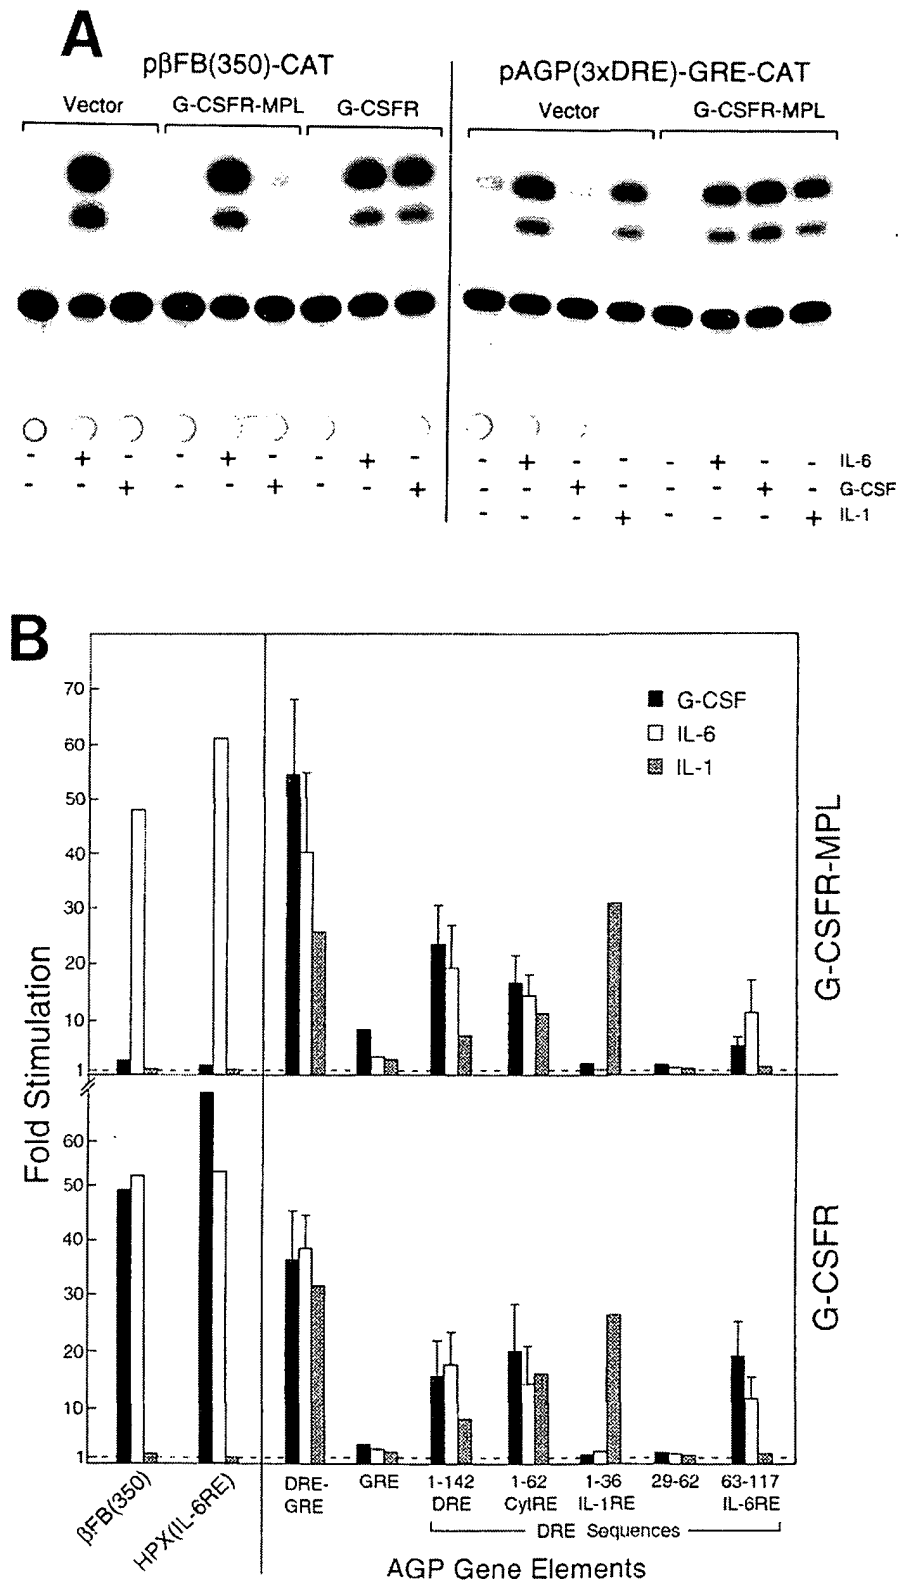 A
pβFB(350)-CAT
pAGP(3xDRE)-GRE-CAT
Vector G-CSFR-MPL G-CSFR
Vector G-CSFR-MPL
- + - - + - - + - - + - - - + - - IL-6
- - + - - + - - + - - + - - - + - G-CSF
- - - + - - - + IL-1
B
70
60
50
40
30
20
10
1
G-CSF
IL-6
IL-1
G-CSFR-MPL
Fold Stimulation
60
50
40
30
20
10
1
G-CSFR
βFB(350)
HPX(IL-6RE)
DRE- GRE 1-142 1-62 1-36 29-62 63-117
GRE DRE CytRE IL-1RE IL-6RE
DRE Sequences
AGP Gene Elements